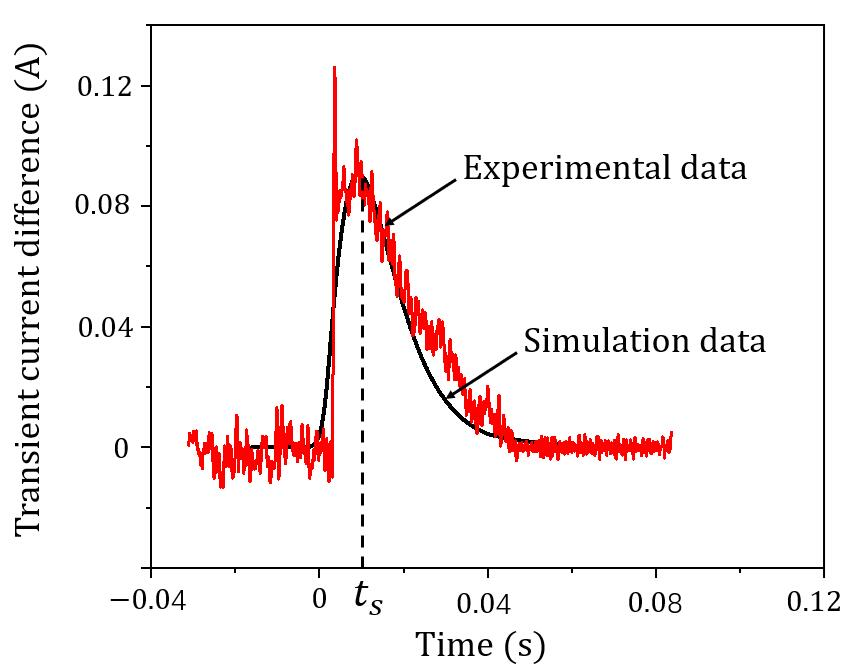 Transient current difference (A)
0.12
0.08
0.04
0
Experimental data
Simulation data
−0.04
0
tₛ
0.04
0.08
0.12
Time (s)